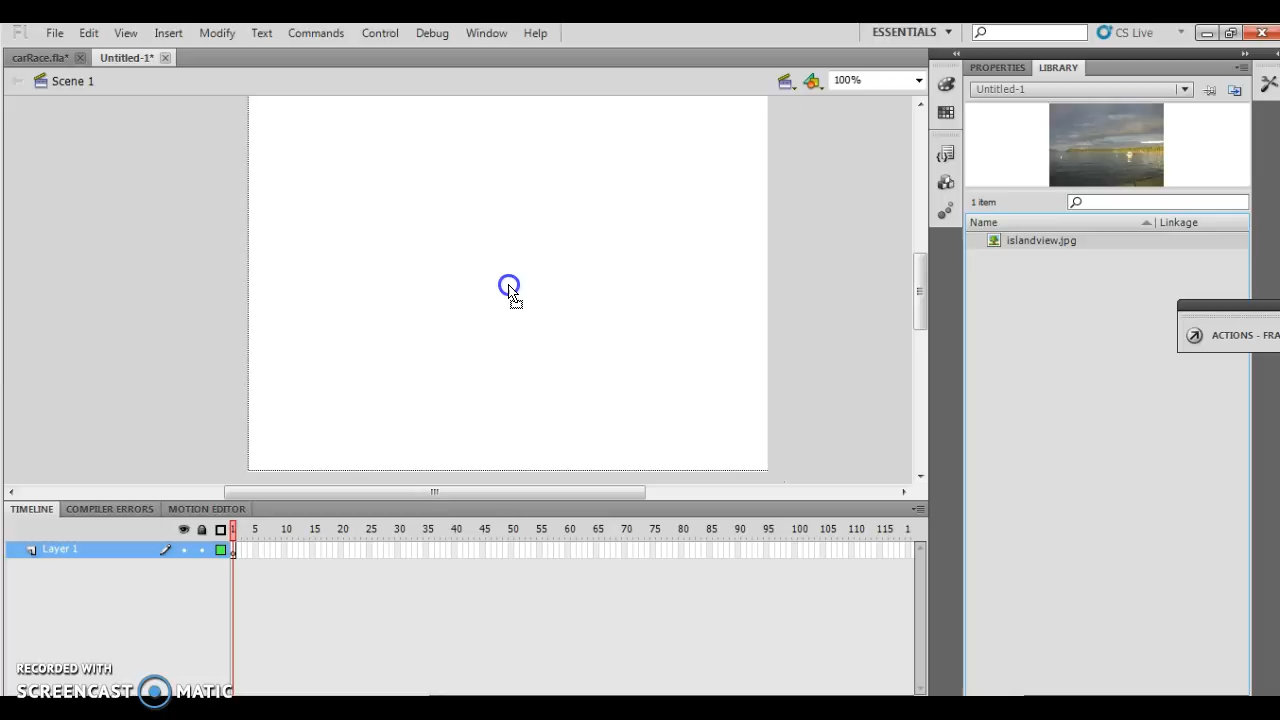 Fl File Edit View Insert Modify Text Commands Control Debug Window Help ESSENTIALS CS Live
carRace.fla* Untitled-1*
Scene 1 100%
PROPERTIES LIBRARY
Untitled-1
1 item
Name Linkage
islandview.jpg
ACTIONS - FRA
TIMELINE COMPILER ERRORS MOTION EDITOR
1 5 10 15 20 25 30 35 40 45 50 55 60 65 70 75 80 85 90 95 100 105 110 115 1
Layer 1
RECORDED WITH
SCREENCAST MATIC